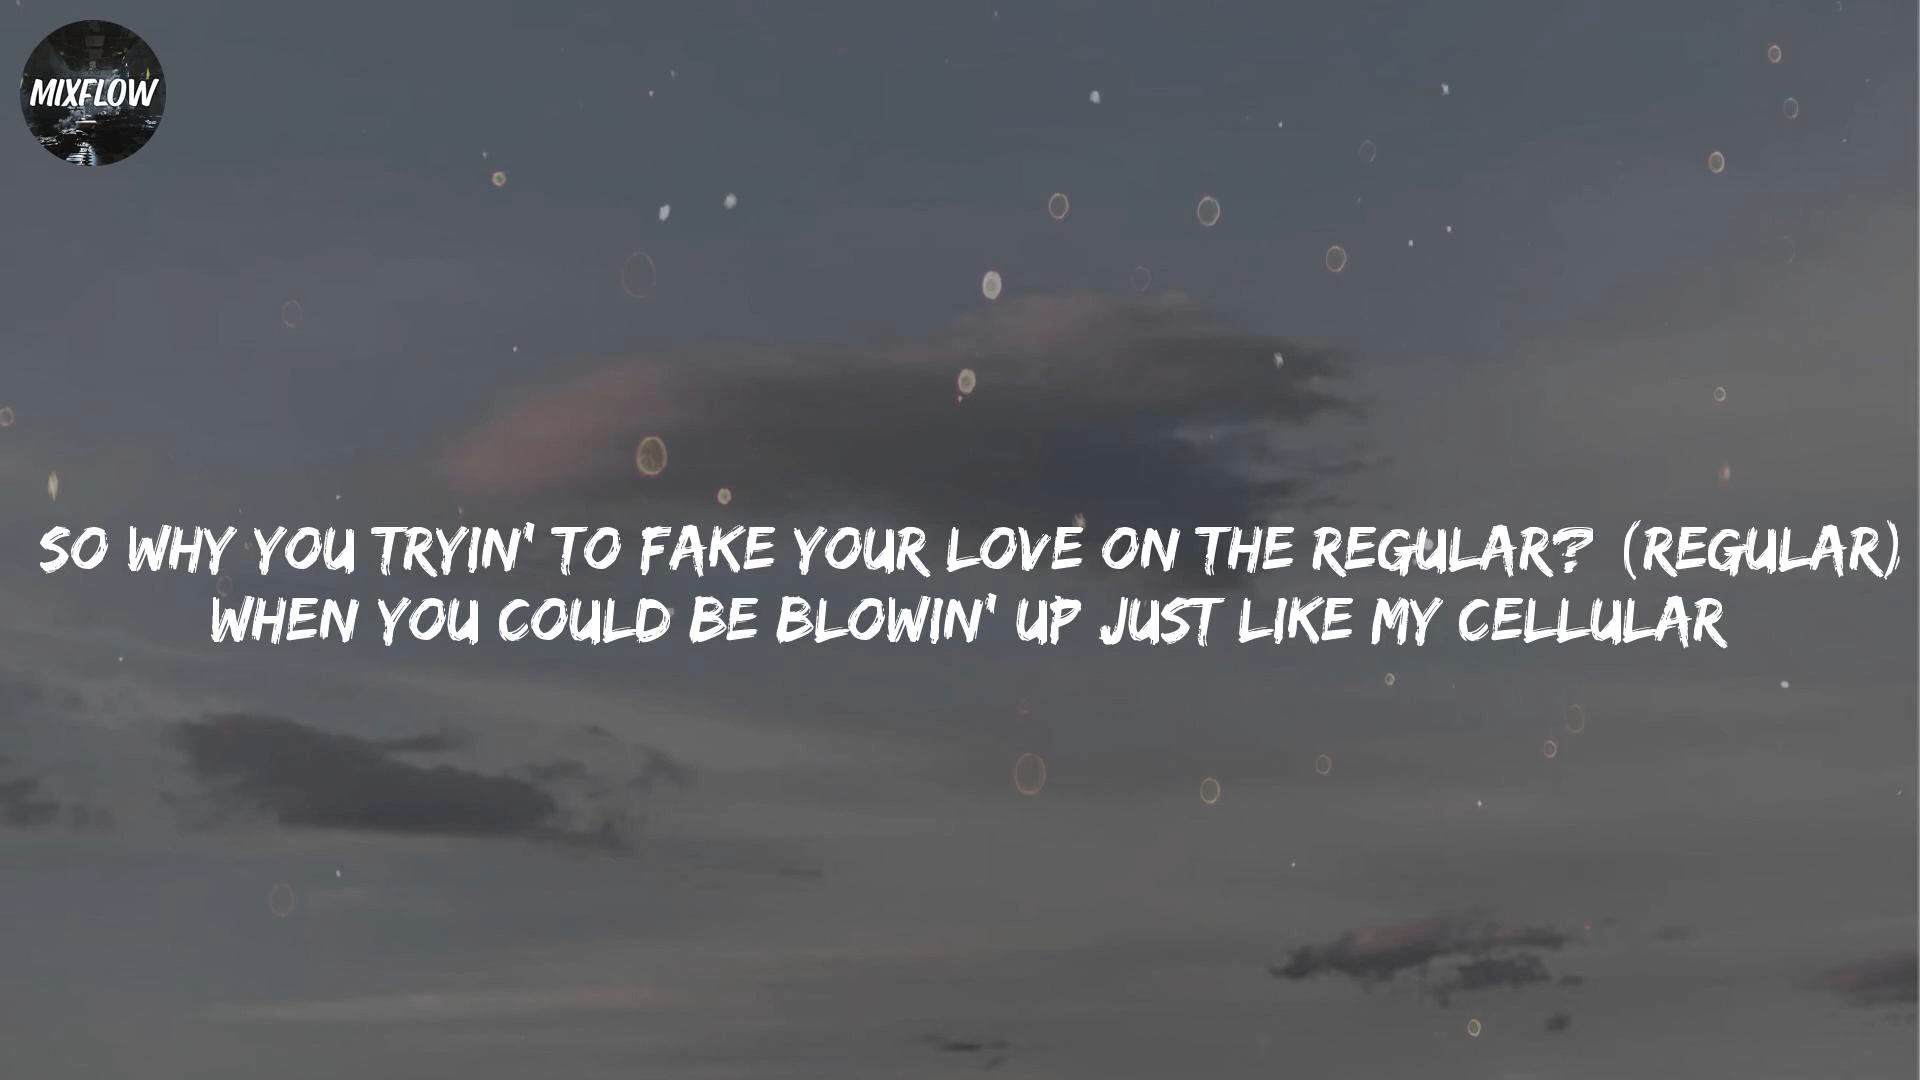 MIXFLOW
SO WHY YOU TRYIN' TO FAKE YOUR LOVE ON THE REGULAR? (REGULAR)
WHEN YOU COULD BE BLOWIN' UP JUST LIKE MY CELLULAR